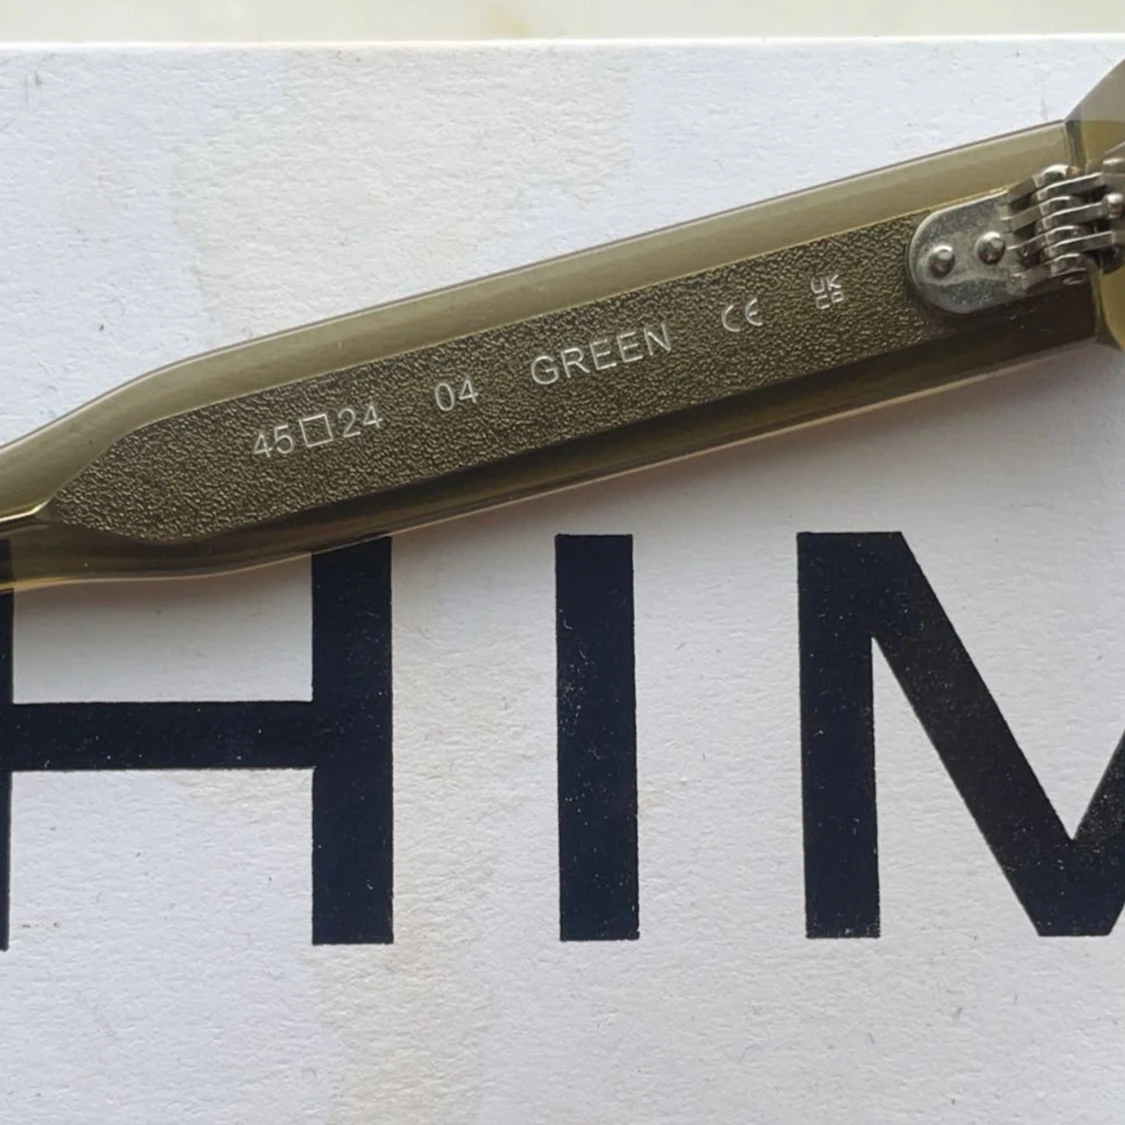 45□24 04 GREEN CE UK CA
HIM